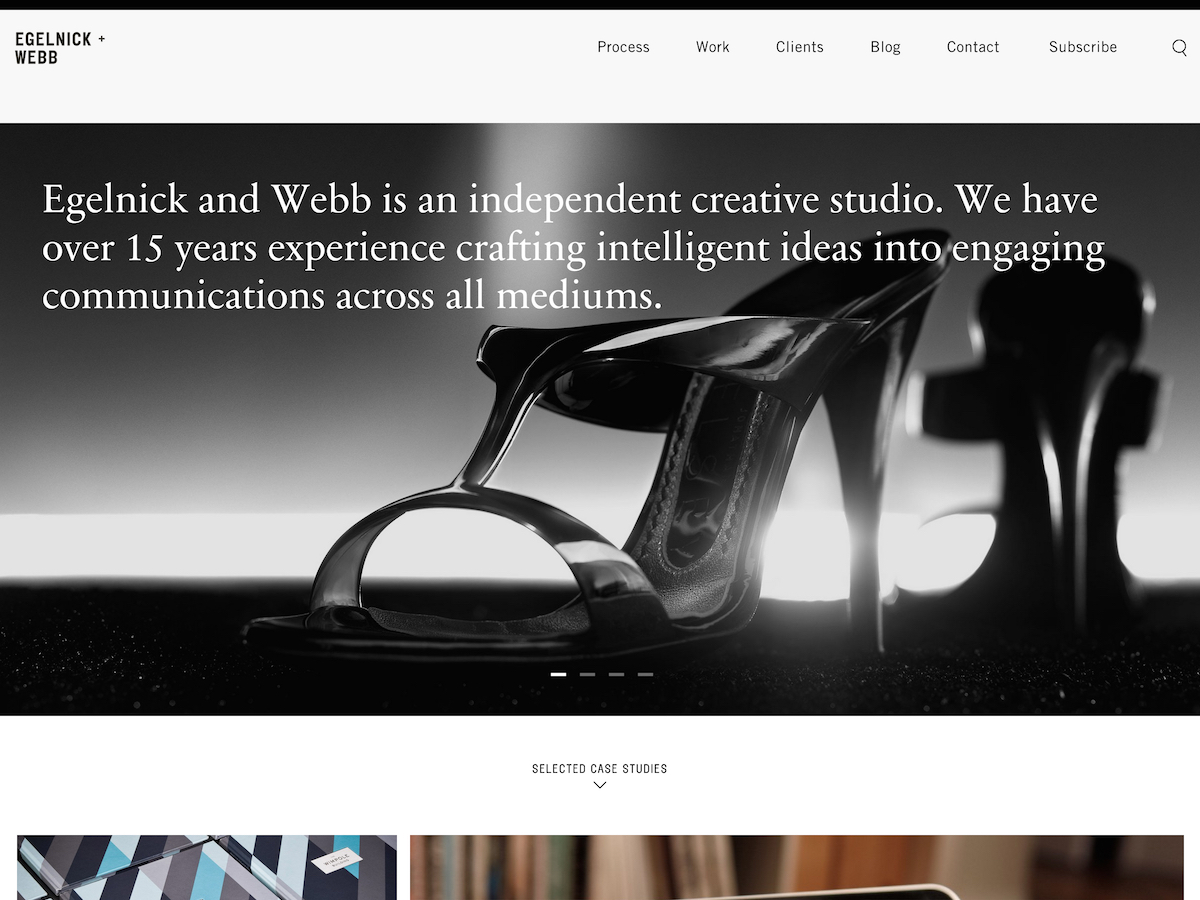 EGELNICK +
WEBB
Process
Work
Clients
Blog
Contact
Subscribe
Egelnick and Webb is an independent creative studio. We have
over 15 years experience crafting intelligent ideas into engaging
communications across all mediums.
SELECTED CASE STUDIES
WIMPOLE